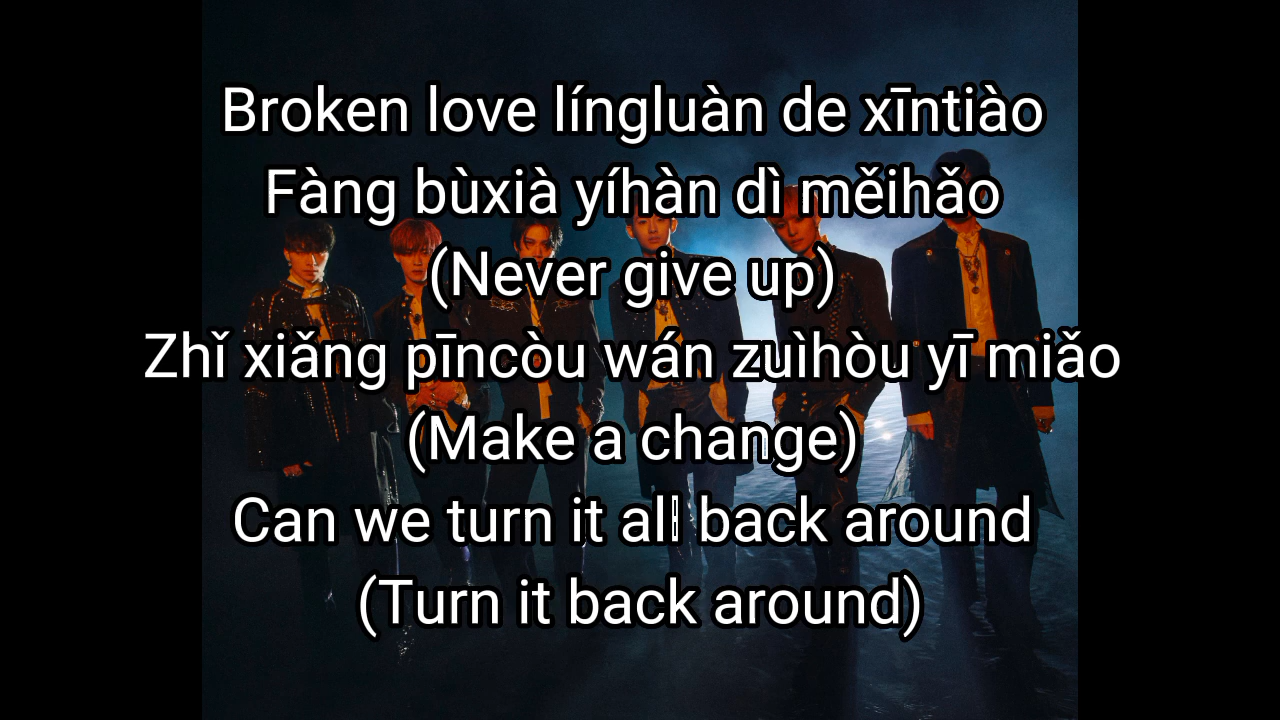 Broken love língluàn de xīntiào
Fàng bùxià yíhàn dì měihǎo
(Never give up)
Zhǐ xiǎng pīncòu wán zuìhòu yī miǎo
(Make a change)
Can we turn it all back around
(Turn it back around)